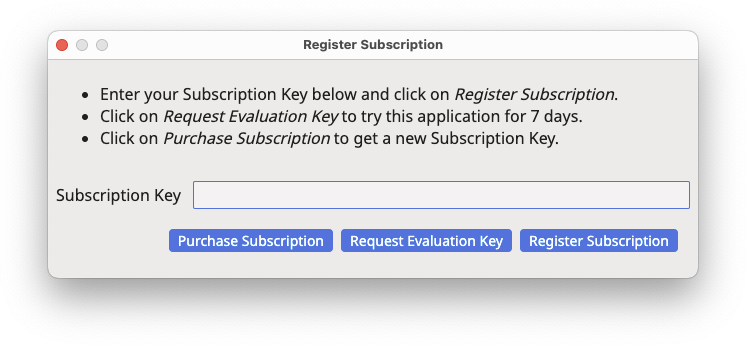 Register Subscription
• Enter your Subscription Key below and click on Register Subscription.
• Click on Request Evaluation Key to try this application for 7 days.
• Click on Purchase Subscription to get a new Subscription Key.
Subscription Key
Purchase Subscription Request Evaluation Key Register Subscription